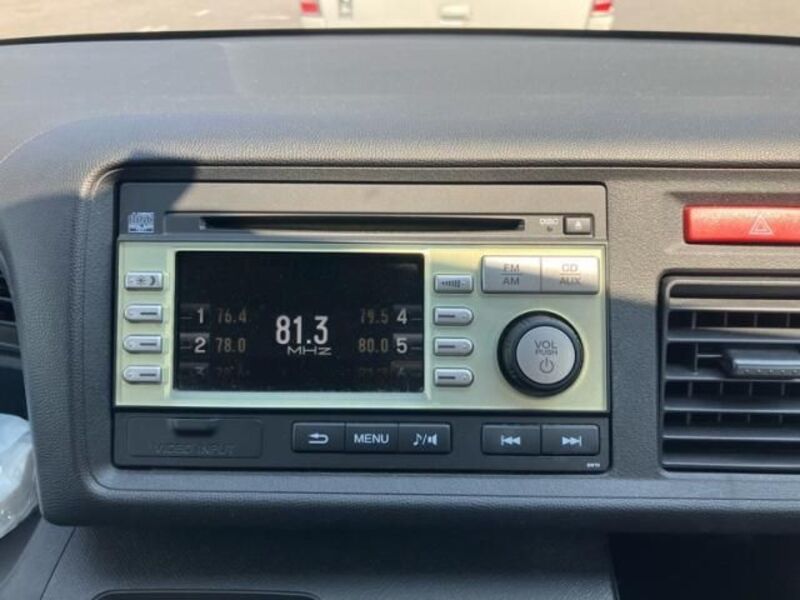 DISC
FM
AM
CD
AUX
1 76.4
79.5 4
81.3
MHZ
2 78.0
80.0 5
3
VOL
PUSH
VIDEO INPUT
MENU